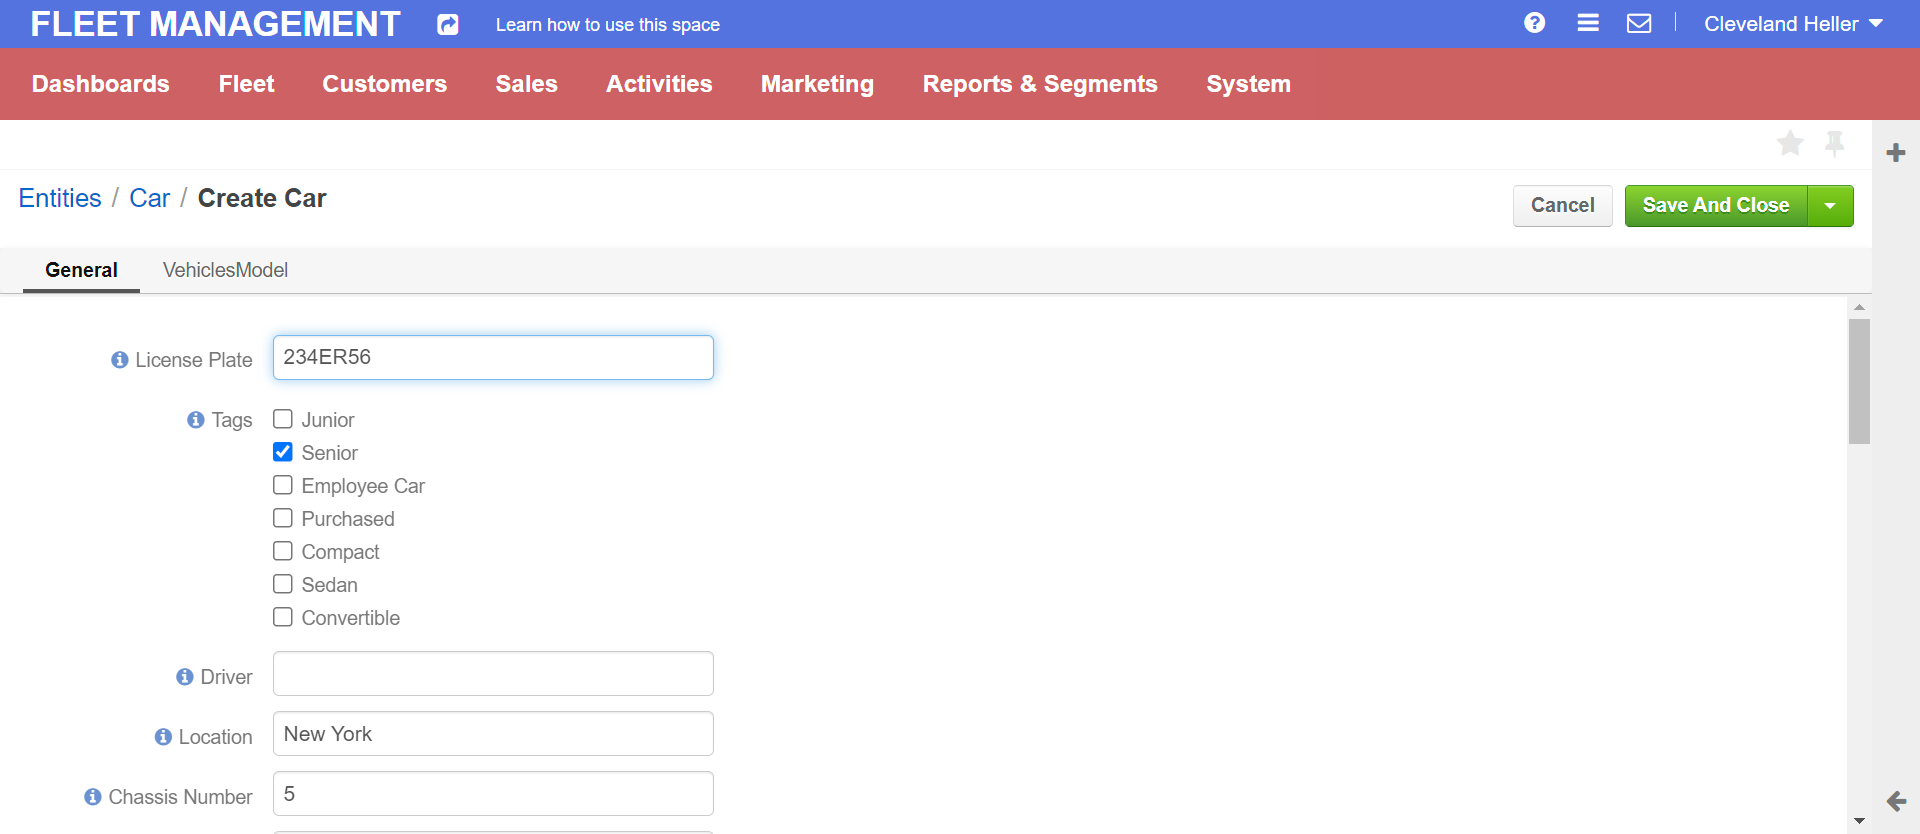 FLEET MANAGEMENT Learn how to use this space Cleveland Heller
Dashboards Fleet Customers Sales Activities Marketing Reports & Segments System
Entities / Car / Create Car Cancel Save And Close
General VehiclesModel
License Plate 234ER56
Tags Junior
Senior
Employee Car
Purchased
Compact
Sedan
Convertible
Driver
Location New York
Chassis Number 5